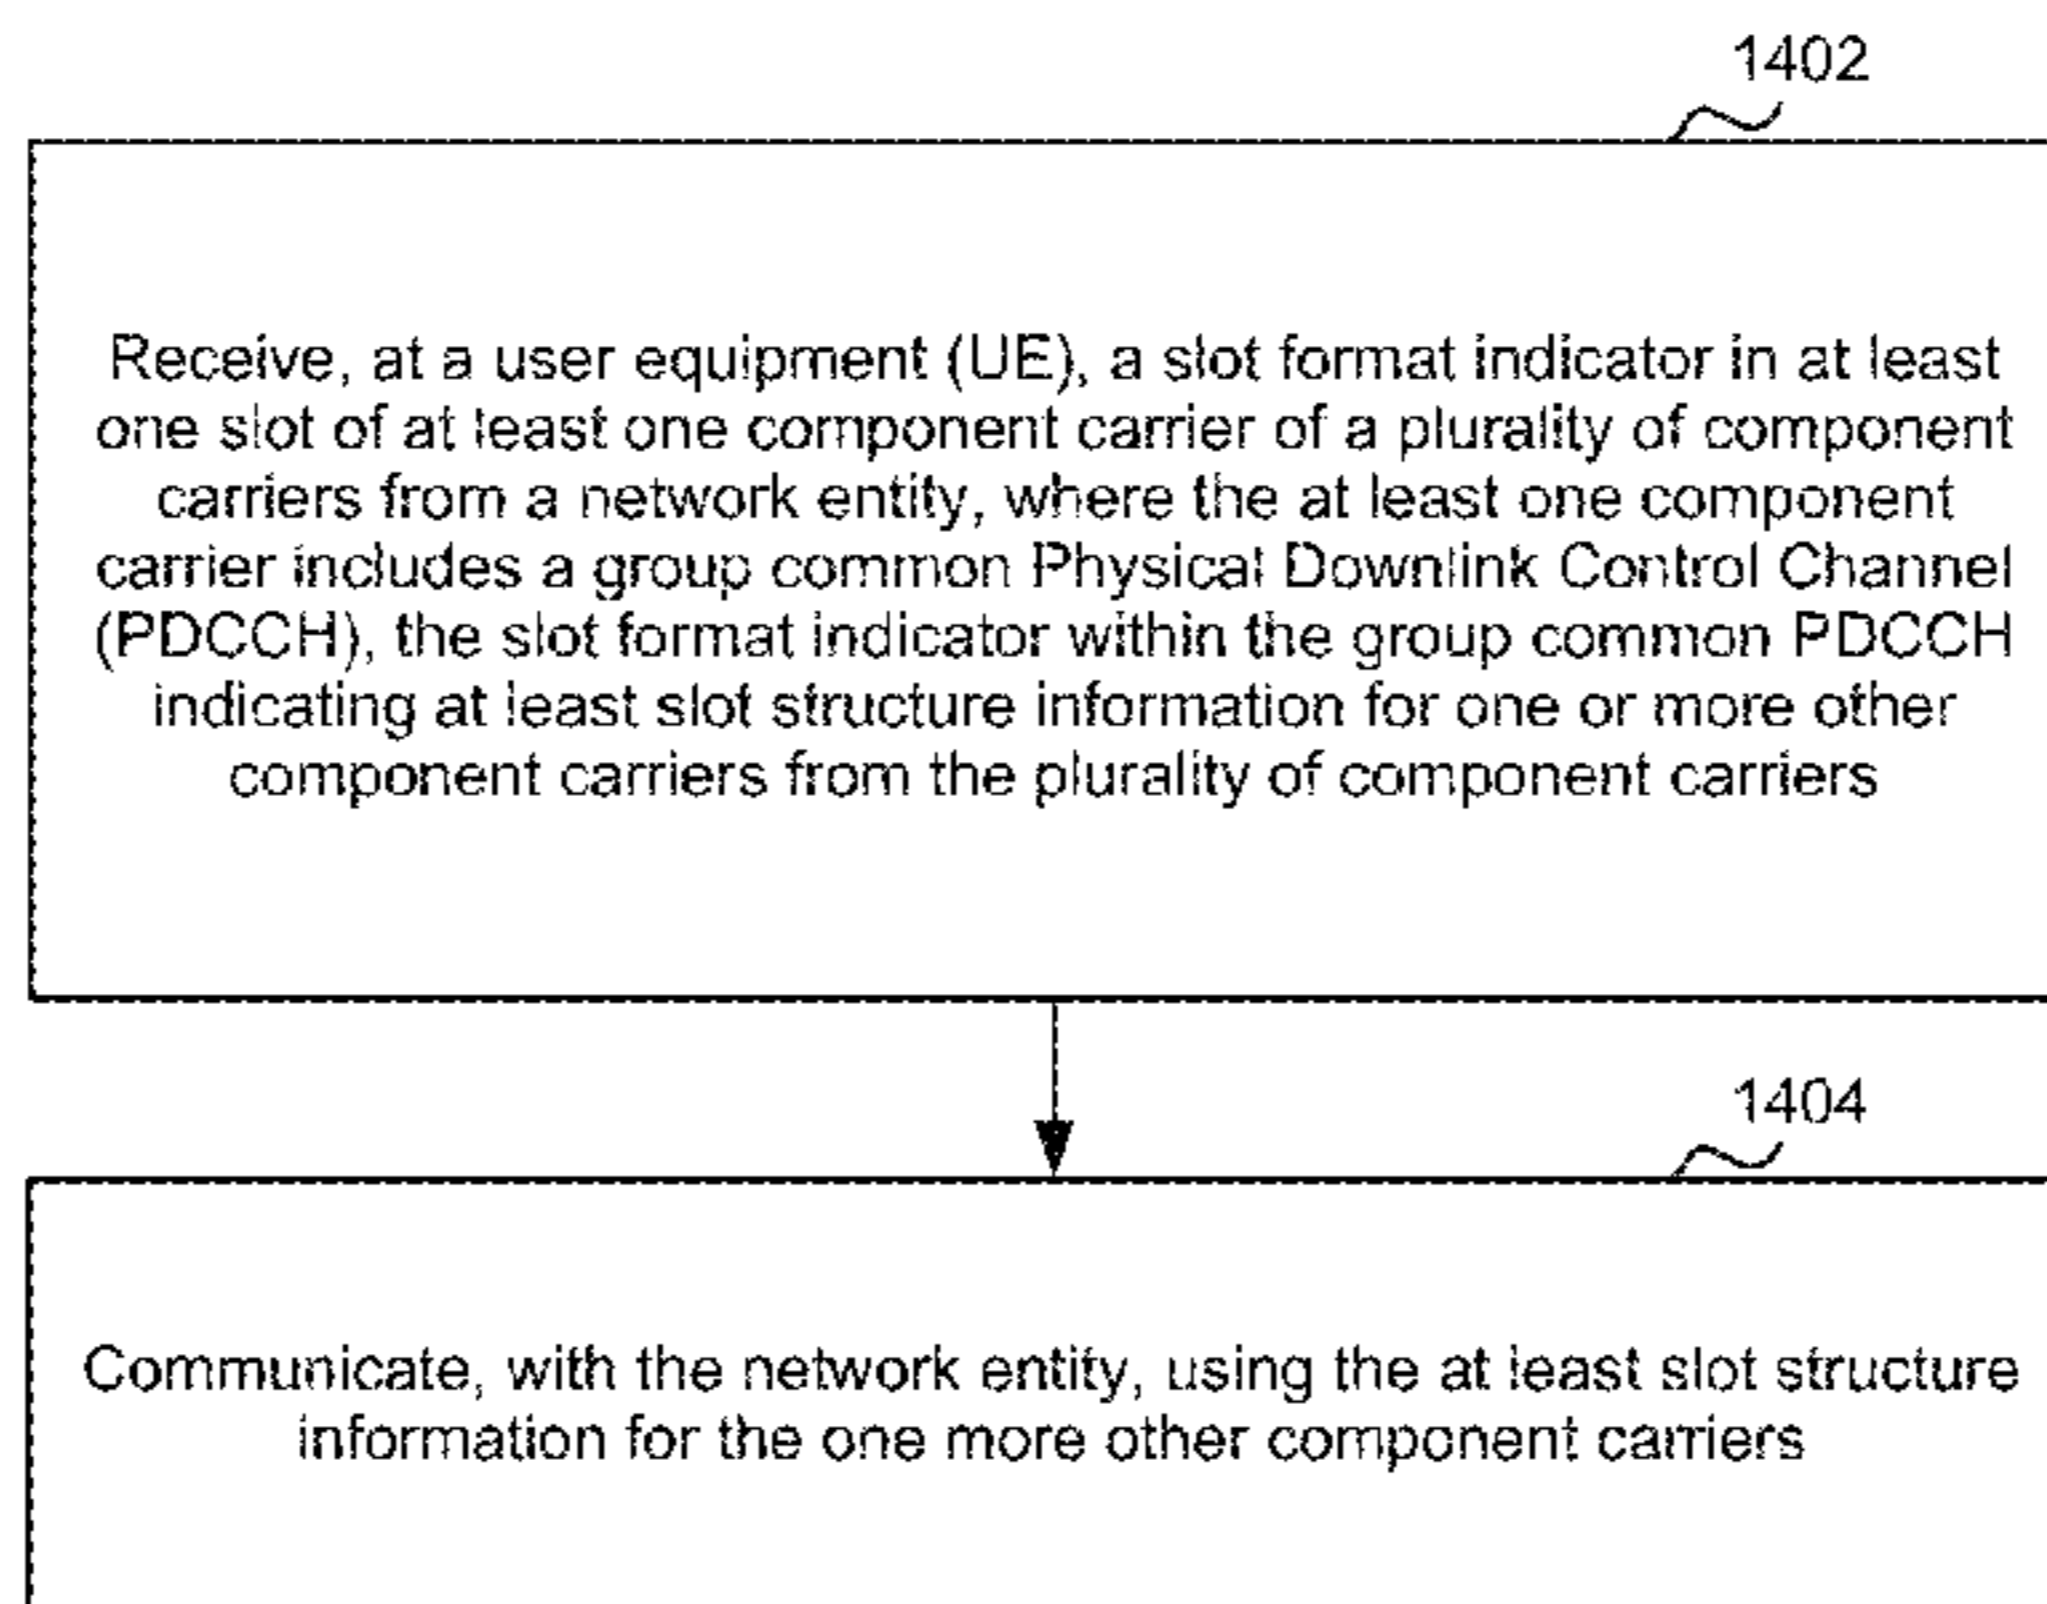 1402
Receive, at a user equipment (UE), a slot format indicator in at least
one slot of at least one component carrier of a plurality of component
carriers from a network entity, where the at least one component
carrier includes a group common Physical Downlink Control Channel
(PDCCH), the slot format indicator within the group common PDCCH
indicating at least slot structure information for one or more other
component carriers from the plurality of component carriers
1404
Communicate, with the network entity, using the at least slot structure
information for the one more other component carriers